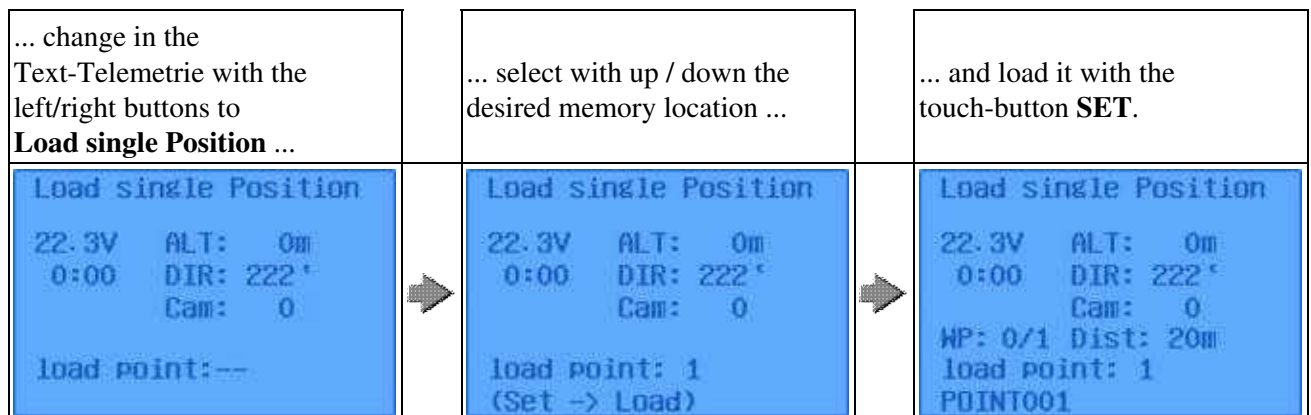 ... change in the
Text-Telemetrie with the
left/right buttons to
Load single Position ...
... select with up / down the
desired memory location ...
... and load it with the
touch-button SET.
Load single Position
22.3V ALT: 0m
0:00 DIR: 222°
Cam: 0
load point:--
Load single Position
22.3V ALT: 0m
0:00 DIR: 222°
Cam: 0
load point: 1
(Set -> Load)
Load single Position
22.3V ALT: 0m
0:00 DIR: 222°
Cam: 0
WP: 0/1 Dist: 20m
load point: 1
POINT001